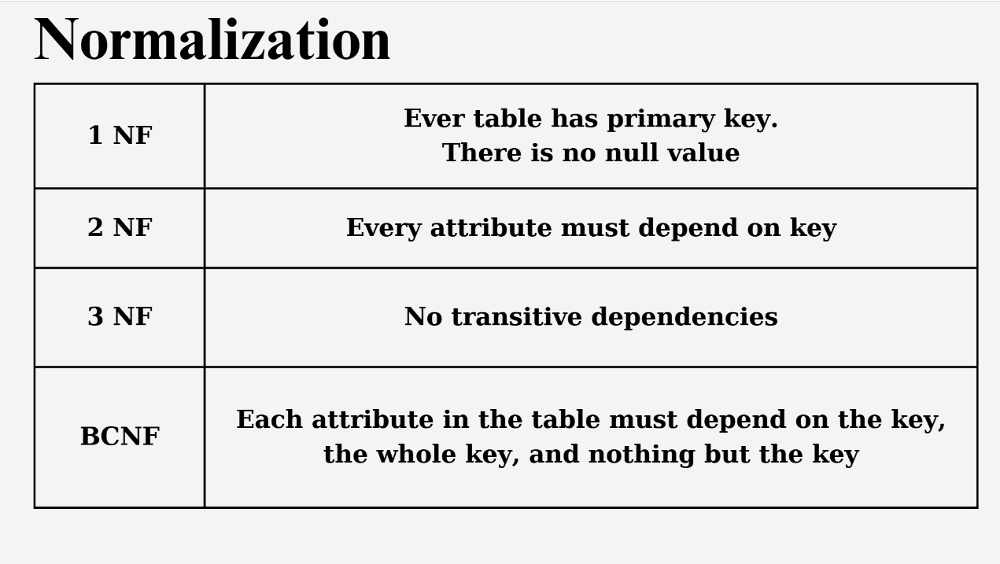 Normalization
1 NF
Ever table has primary key.
There is no null value
2 NF
Every attribute must depend on key
3 NF
No transitive dependencies
BCNF
Each attribute in the table must depend on the key,
the whole key, and nothing but the key